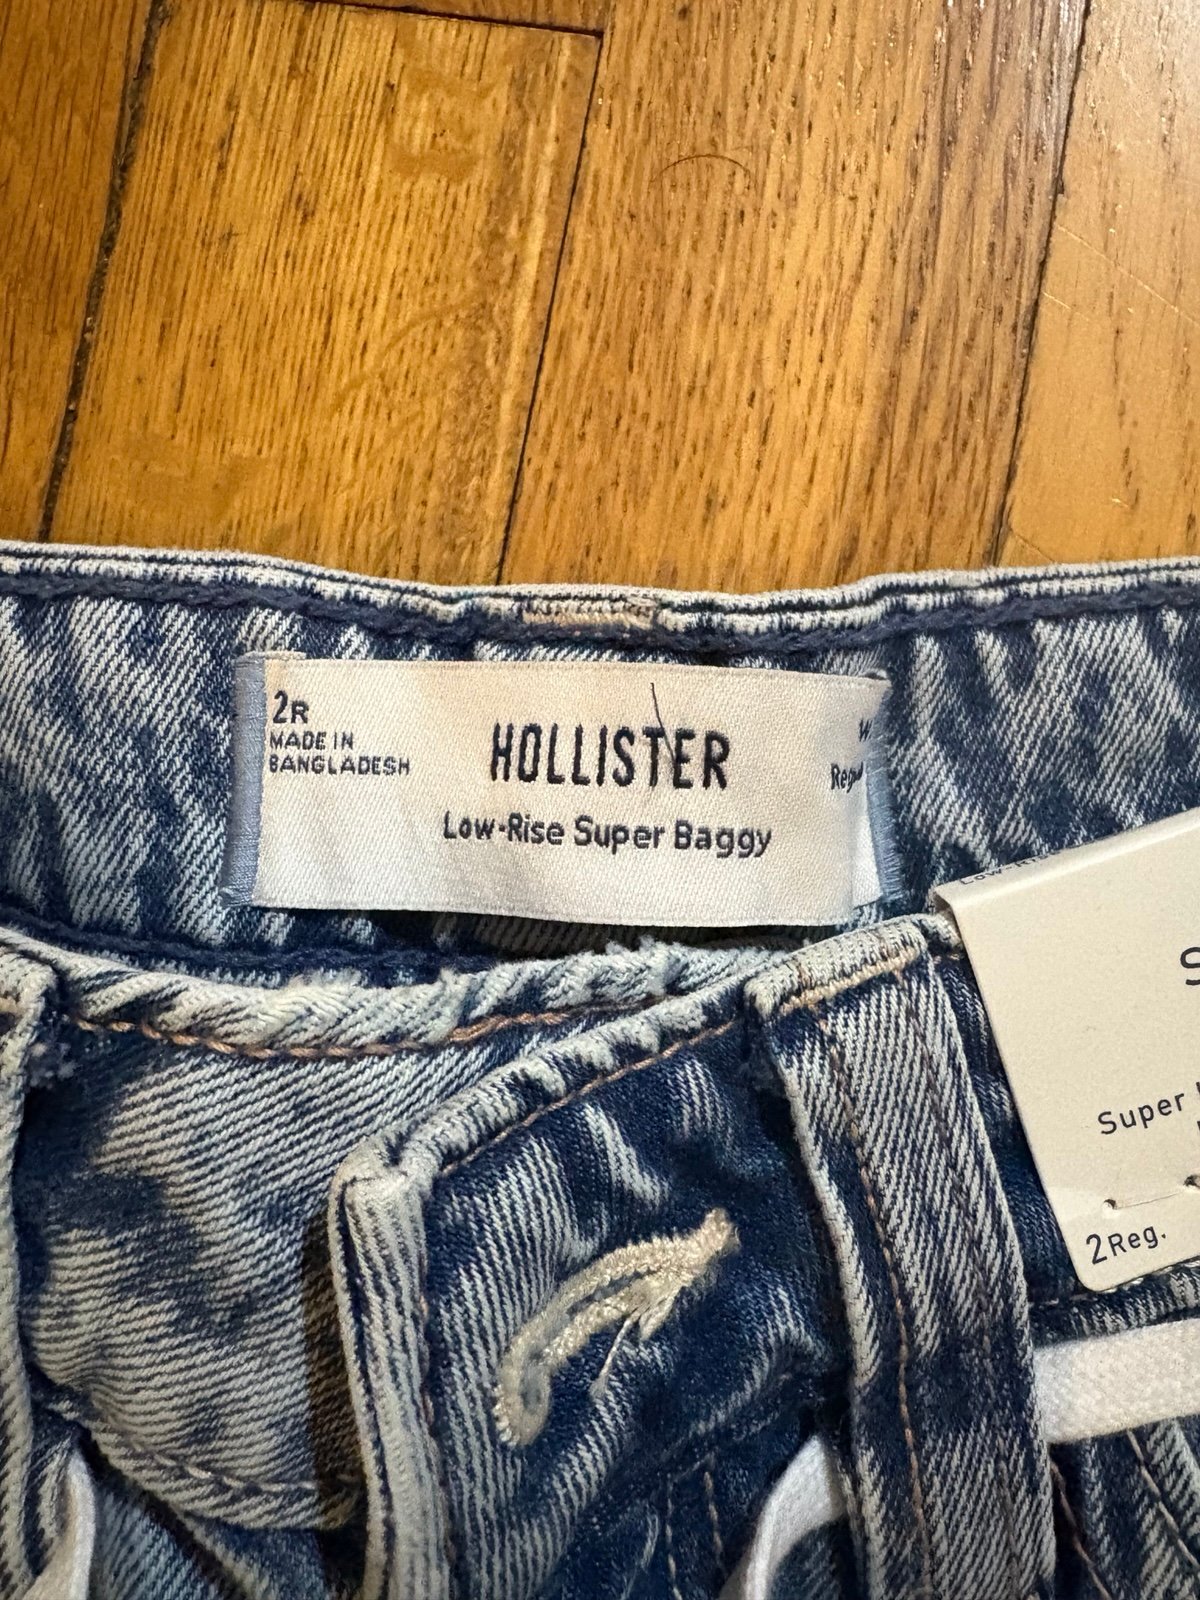 2R
MADE IN
BANGLADESH
HOLLISTER
Low-Rise Super Baggy
Super
2Reg.